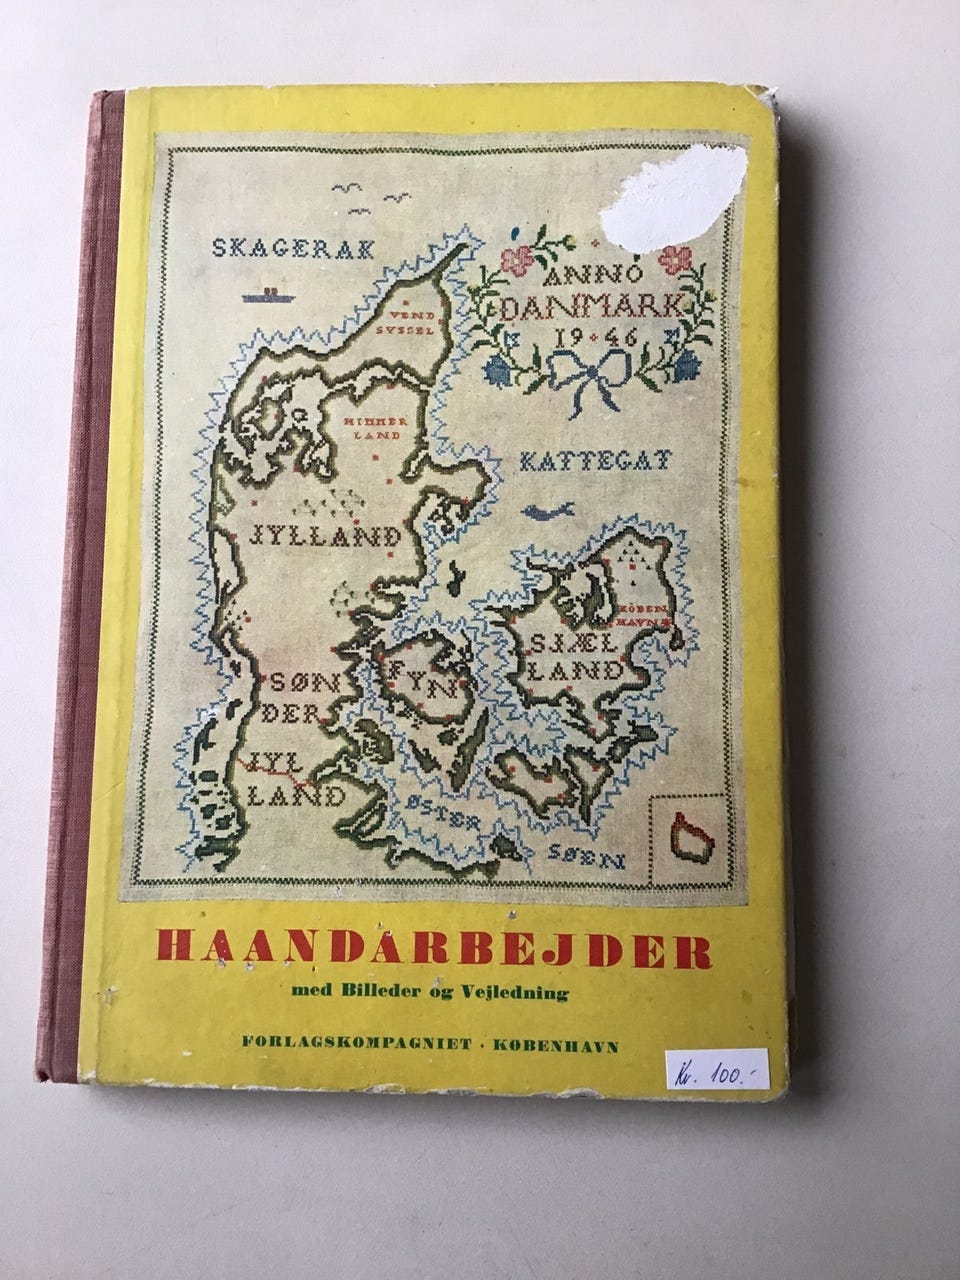 SKAGERAK
ANNO
DANMARK
19·46
VEND
SYSSEL
HIMMER
LAND
KATTEGAT
JYLLAND
KÖBEN
HAVN
SJÆL
LAND
FYN
SØN
DER
JYL
LAND
ØSTER
SØEN
HAANDARBEJDER
med Billeder og Vejledning
FORLAGSKOMPAGNIET · KØBENHAVN
Kr. 100.-